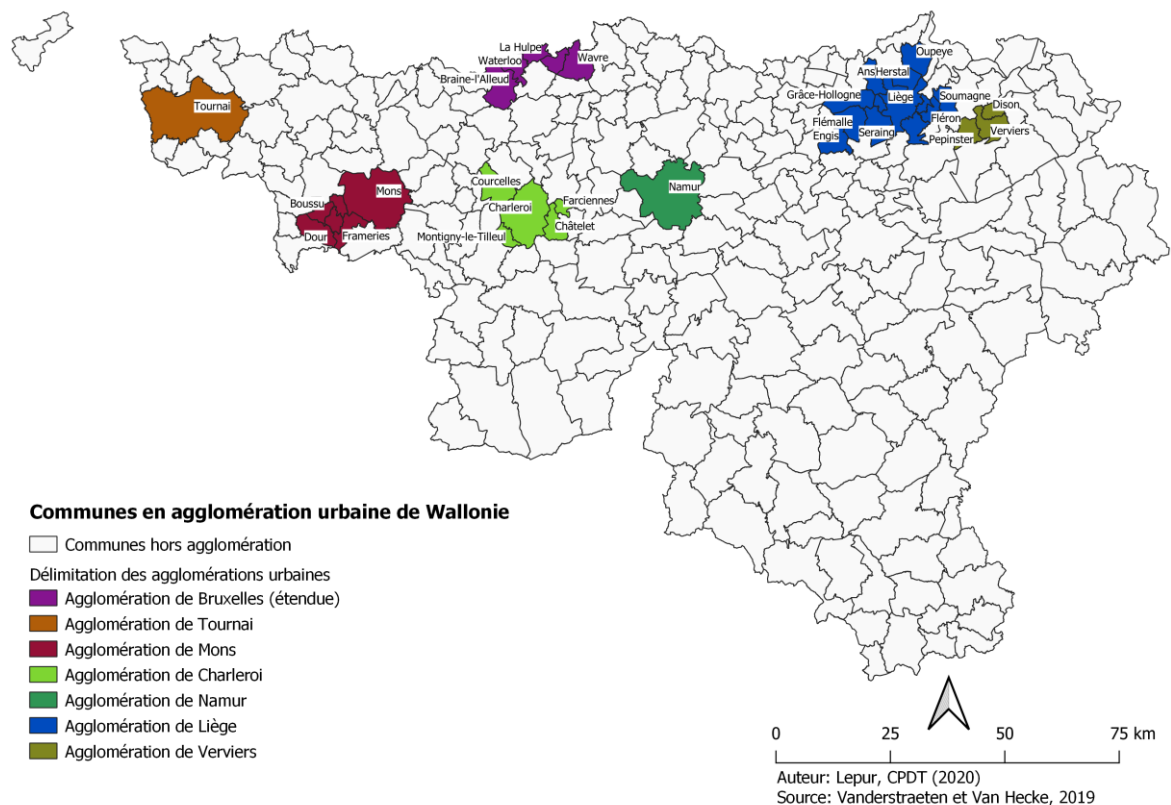 La Hulpe
Wavre
Waterloo
Braine-l'Alleud
Oupeye
Ans
Herstal
Grâce-Hollogne
Liège
Soumagne
Dison
Flémalle
Fléron
Engis
Seraing
Pepinster
Verviers
Tournai
Mons
Boussu
Dour
Frameries
Courcelles
Charleroi
Farciennes
Châtelet
Montigny-le-Tilleul
Namur
Communes en agglomération urbaine de Wallonie
Communes hors agglomération
Délimitation des agglomérations urbaines
Agglomération de Bruxelles (étendue)
Agglomération de Tournai
Agglomération de Mons
Agglomération de Charleroi
Agglomération de Namur
Agglomération de Liège
Agglomération de Verviers
0 25 50 75 km
Auteur: Lepur, CPDT (2020)
Source: Vanderstraeten et Van Hecke, 2019